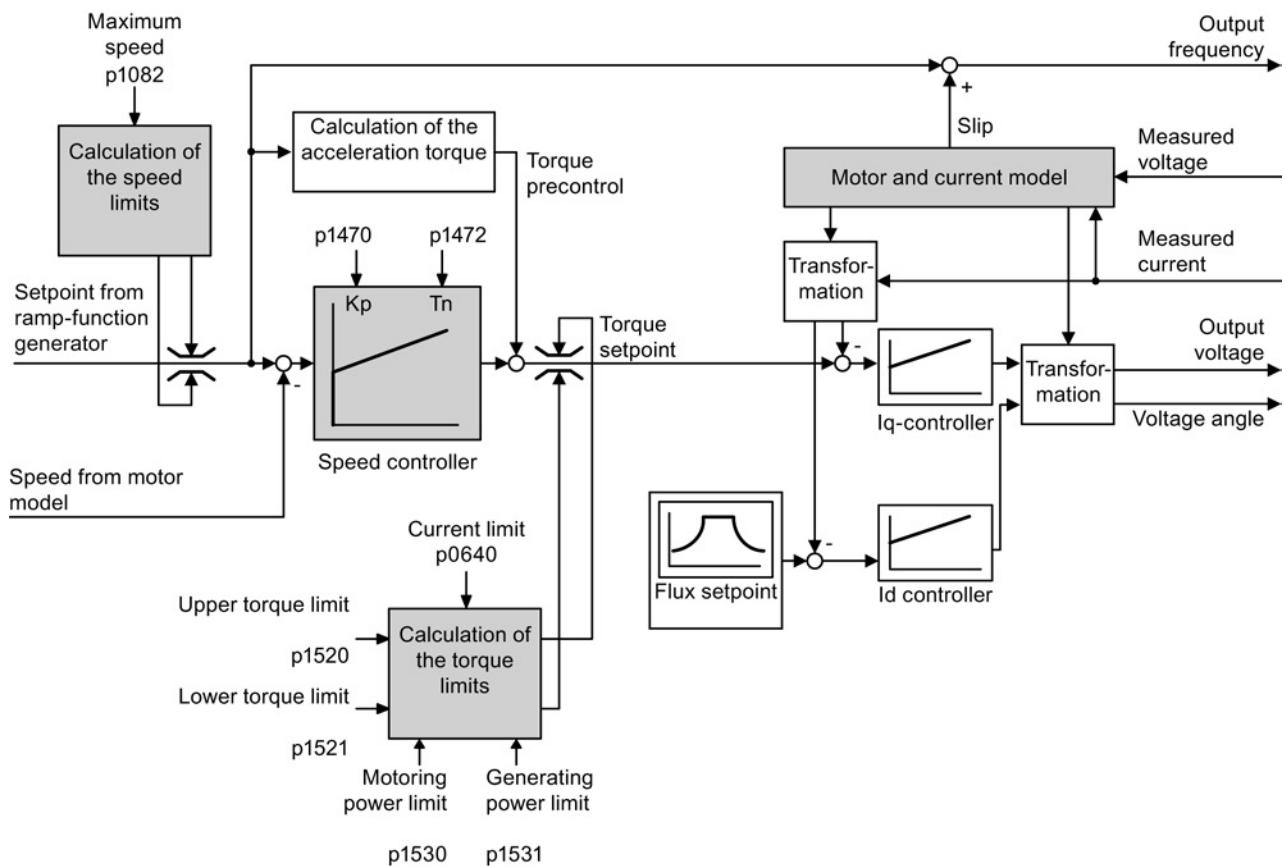 Maximum
speed
p1082
Output
frequency
+
Slip
Calculation of
the speed
limits
Calculation of the
acceleration torque
Torque
precontrol
Motor and current model
Measured
voltage
p1470
p1472
Measured
current
Transfor-
mation
Setpoint from
ramp-function
generator
Kp
Tn
Torque
setpoint
Output
voltage
-
-
Transfor-
mation
Voltage angle
Speed controller
Iq-controller
Speed from motor
model
Current limit
p0640
-
Flux setpoint
Id controller
Upper torque limit
p1520
Calculation of
the torque
limits
Lower torque limit
p1521
Motoring
power limit
p1530
Generating
power limit
p1531